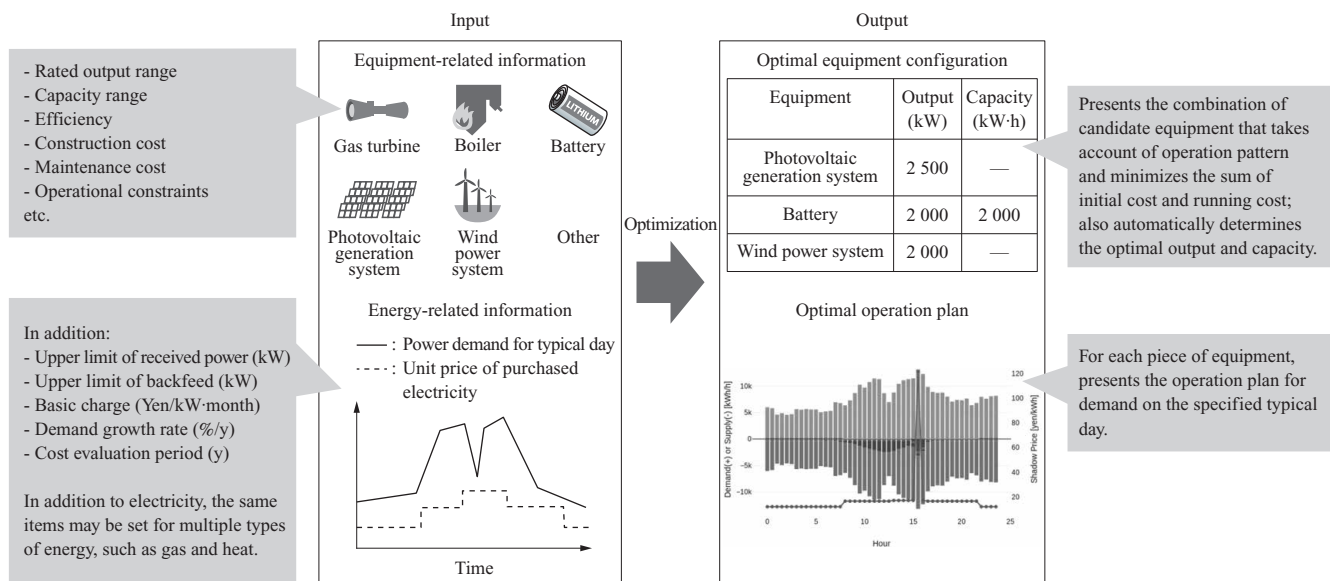 Input
Output
- Rated output range
- Capacity range
- Efficiency
- Construction cost
- Maintenance cost
- Operational constraints
etc.
Equipment-related information
LITHIUM
Gas turbine
Boiler
Battery
Photovoltaic
generation
system
Wind
power
system
Other
In addition:
- Upper limit of received power (kW)
- Upper limit of backfeed (kW)
- Basic charge (Yen/kW·month)
- Demand growth rate (%/y)
- Cost evaluation period (y)
In addition to electricity, the same
items may be set for multiple types
of energy, such as gas and heat.
Energy-related information
: Power demand for typical day
: Unit price of purchased
electricity
Time
Optimization
Optimal equipment configuration
Equipment Output (kW) Capacity (kW·h)
Photovoltaic generation system 2 500 —
Battery 2 000 2 000
Wind power system 2 000 —
Presents the combination of
candidate equipment that takes
account of operation pattern
and minimizes the sum of
initial cost and running cost;
also automatically determines
the optimal output and capacity.
Optimal operation plan
Demand(+) or Supply(-) [kWh/h]
10k
5k
0
-5k
-10k
120
100
80
60
40
20
Shadow Price [yen/kWh]
0 5 10 15 20 25
Hour
For each piece of equipment,
presents the operation plan for
demand on the specified typical
day.